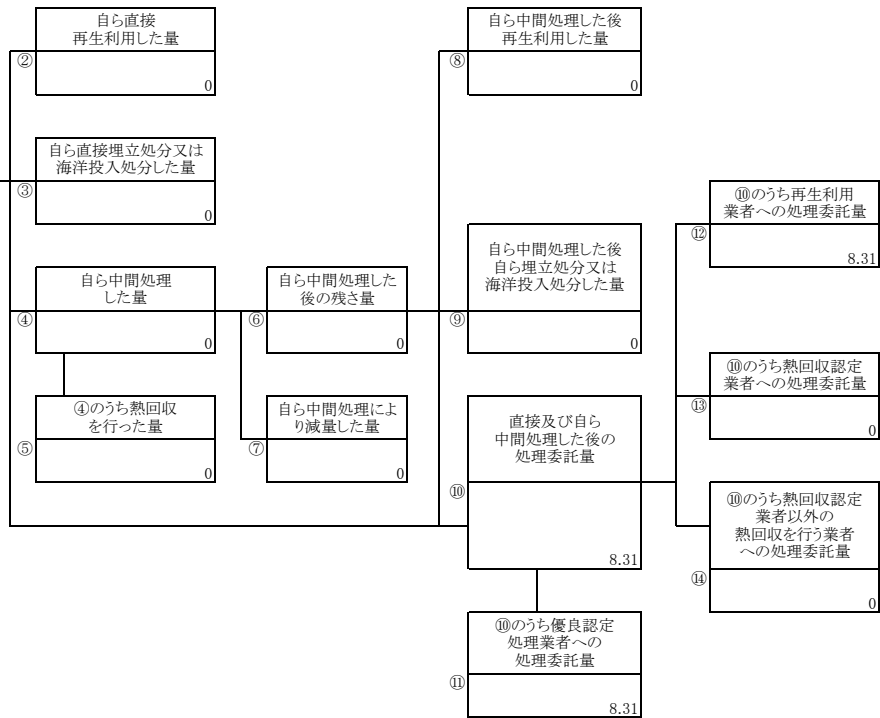 自ら直接
再生利用した量
②
0
自ら直接埋立処分又は
海洋投入処分した量
③
0
自ら中間処理
した量
④
0
④のうち熱回収
を行った量
⑤
0
自ら中間処理した
後の残さ量
⑥
0
自ら中間処理によ
り減量した量
⑦
0
自ら中間処理した後
再生利用した量
⑧
0
自ら中間処理した後
自ら埋立処分又は
海洋投入処分した量
⑨
0
直接及び自ら
中間処理した後の
処理委託量
⑩
8.31
⑩のうち優良認定
処理業者への
処理委託量
⑪
8.31
⑩のうち再生利用
業者への処理委託量
⑫
8.31
⑩のうち熱回収認定
業者への処理委託量
⑬
0
⑩のうち熱回収認定
業者以外の
熱回収を行う業者
への処理委託量
⑭
0